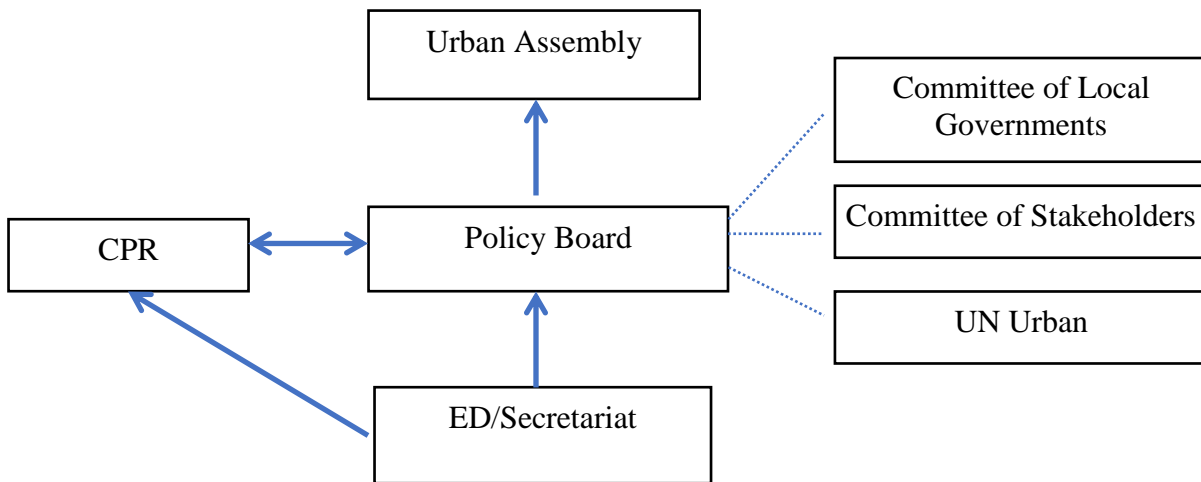 Urban Assembly
Committee of Local
Governments
Committee of Stakeholders
CPR
Policy Board
UN Urban
ED/Secretariat